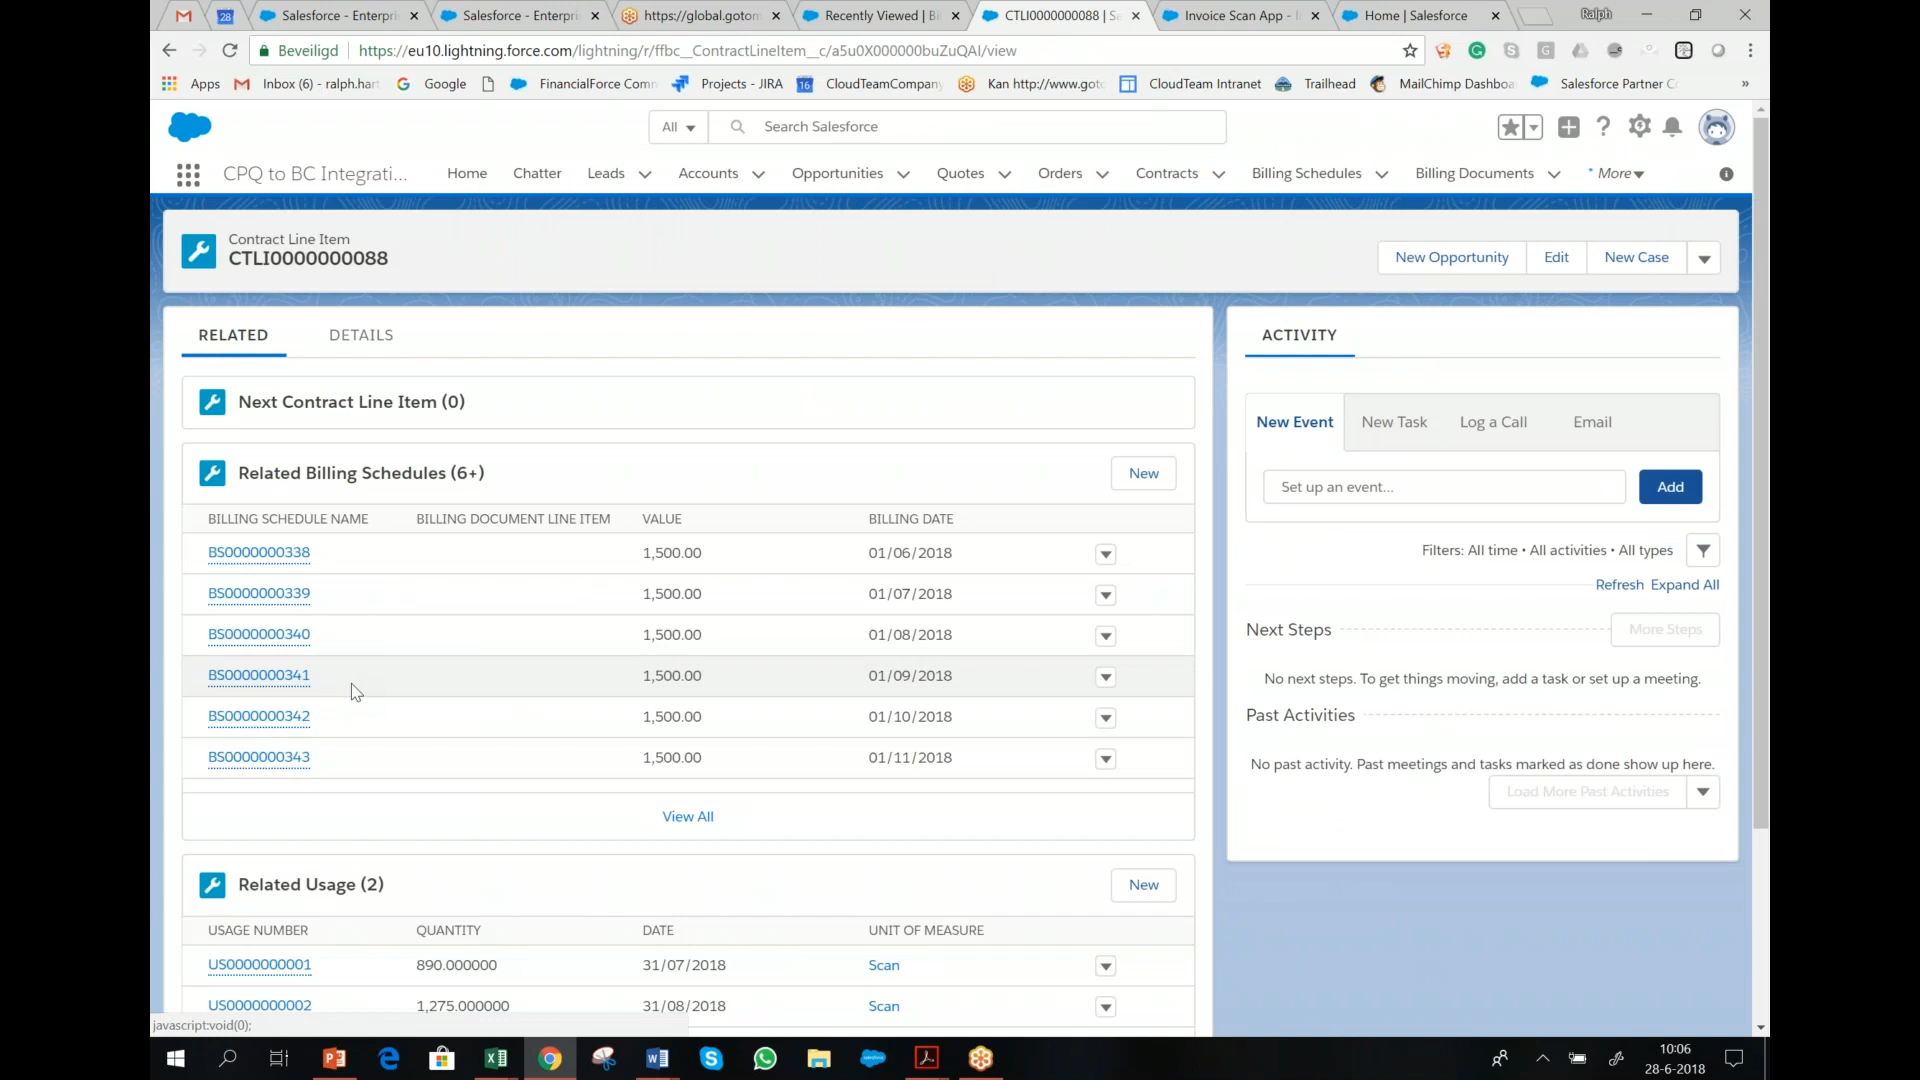 Salesforce - Enterpri
Salesforce - Enterpri
https://global.gotom
Recently Viewed | Bi
CTLI0000000088 | S
Invoice Scan App -
Home | Salesforce
Ralph
28
Beveiligd
https://eu10.lightning.force.com/lightning/r/ffbc__ContractLineItem__c/a5u0X000000buZuQAI/view
Apps
Inbox (6) - ralph.hart
Google
FinancialForce Comm
Projects - JIRA
16
CloudTeamCompany
Kan http://www.goto
CloudTeam Intranet
Trailhead
MailChimp Dashboa
Salesforce Partner C
»
All
Search Salesforce
CPQ to BC Integrati...
Home
Chatter
Leads
Accounts
Opportunities
Quotes
Orders
Contracts
Billing Schedules
Billing Documents
* More
Contract Line Item
CTLI0000000088
New Opportunity
Edit
New Case
RELATED
DETAILS
Next Contract Line Item (0)
Related Billing Schedules (6+)
New
BILLING SCHEDULE NAME BILLING DOCUMENT LINE ITEM VALUE BILLING DATE
BS0000000338 1,500.00 01/06/2018
BS0000000339 1,500.00 01/07/2018
BS0000000340 1,500.00 01/08/2018
BS0000000341 1,500.00 01/09/2018
BS0000000342 1,500.00 01/10/2018
BS0000000343 1,500.00 01/11/2018
View All
Related Usage (2)
New
USAGE NUMBER QUANTITY DATE UNIT OF MEASURE
US0000000001 890.000000 31/07/2018 Scan
US0000000002 1,275.000000 31/08/2018 Scan
javascript:void(0);
ACTIVITY
New Event
New Task
Log a Call
Email
Set up an event...
Add
Filters: All time • All activities • All types
Refresh Expand All
Next Steps
More Steps
No next steps. To get things moving, add a task or set up a meeting.
Past Activities
No past activity. Past meetings and tasks marked as done show up here.
Load More Past Activities
10:06
28-6-2018